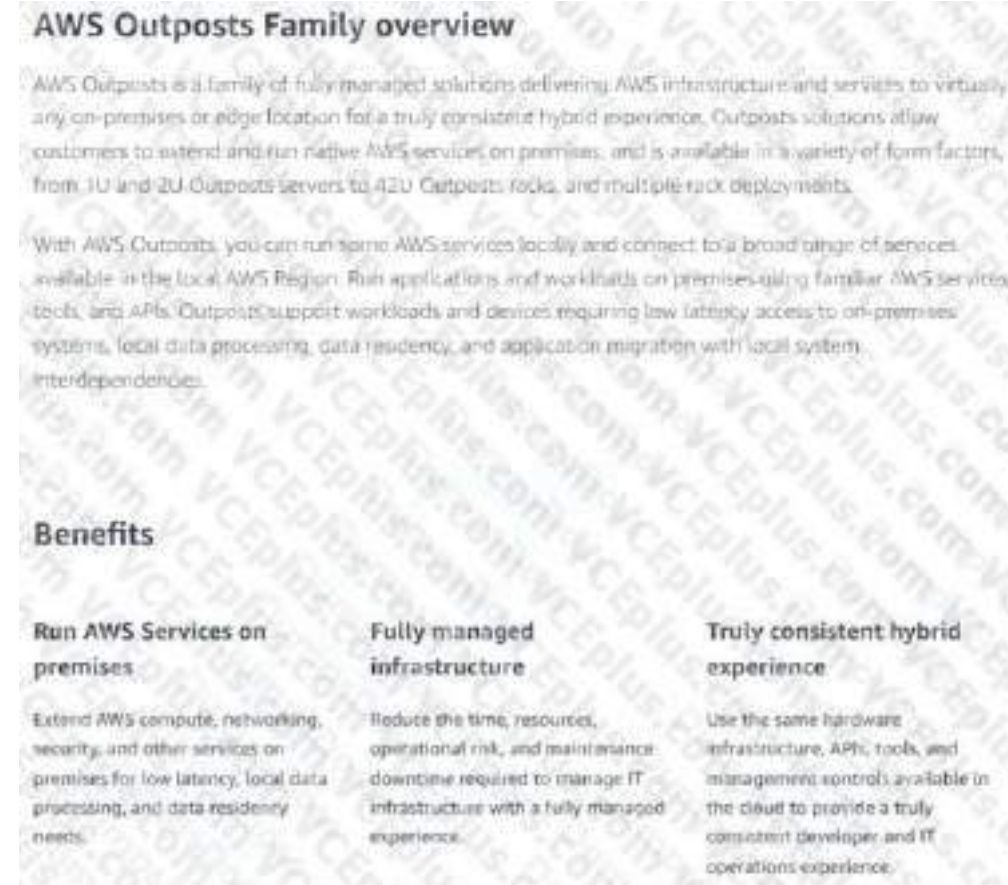 AWS Outposts Family overview
AWS Outposts is a family of fully managed solutions delivering AWS infrastructure and services to virtually
any on-premises or edge location for a truly consistent hybrid experience. Outposts solutions allow
customers to extend and run native AWS services on premises, and is available in a variety of form factors,
from 1U and 2U Outposts servers to 42U Outposts racks, and multiple rack deployments.
With AWS Outposts, you can run some AWS services locally and connect to a broad range of services
available in the local AWS Region. Run applications and workloads on premises using familiar AWS services,
tools, and APIs. Outposts support workloads and devices requiring low latency access to on-premises
systems, local data processing, data residency, and application migration with local system
interdependencies.
Benefits
Run AWS Services on
premises
Extend AWS compute, networking,
security, and other services on
premises for low latency, local data
processing, and data residency
needs.
Fully managed
infrastructure
Reduce the time, resources,
operational risk, and maintenance
downtime required to manage IT
infrastructure with a fully managed
experience.
Truly consistent hybrid
experience
Use the same hardware
infrastructure, APIs, tools, and
management controls available in
the cloud to provide a truly
consistent developer and IT
operations experience.
VCEplus.com